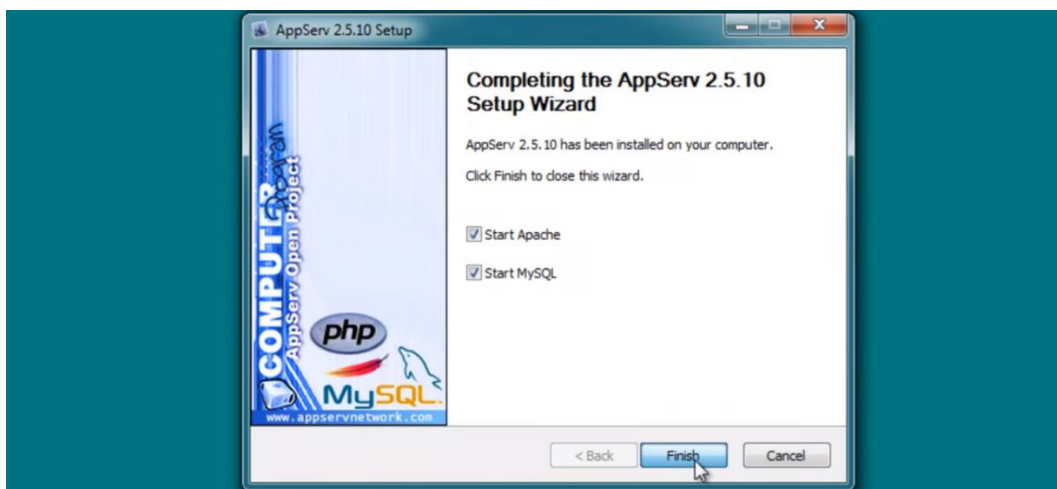 AppServ 2.5.10 Setup
Completing the AppServ 2.5.10
Setup Wizard
AppServ 2.5.10 has been installed on your computer.
Click Finish to close this wizard.
Start Apache
Start MySQL
COMPUTER
Program
AppServ Open Project
php
MySQL
www.appservnetwork.com
< Back
Finish
Cancel